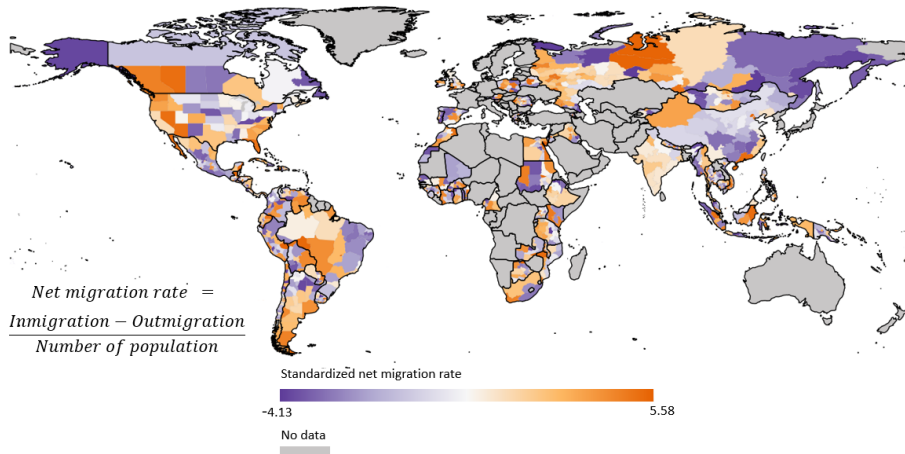 Net migration rate =
Inmigration − Outmigration
Number of population
Standardized net migration rate
-4.13
5.58
No data